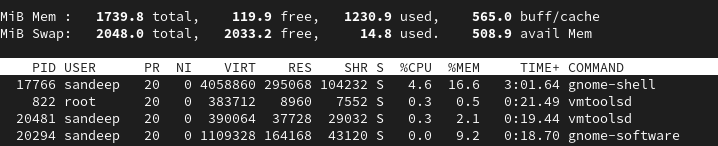 MiB Mem :   1739.8 total,    119.9 free,   1230.9 used,    565.0 buff/cache
MiB Swap:   2048.0 total,   2033.2 free,     14.8 used.    508.9 avail Mem
    PID USER      PR  NI    VIRT    RES    SHR S  %CPU  %MEM     TIME+ COMMAND
  17766 sandeep   20   0 4058860 295068 104232 S   4.6  16.6   3:01.64 gnome-shell
    822 root      20   0  383712   8960   7552 S   0.3   0.5   0:21.49 vmtoolsd
  20481 sandeep   20   0  390064  37728  29032 S   0.3   2.1   0:19.44 vmtoolsd
  20294 sandeep   20   0 1109328 164168  43120 S   0.0   9.2   0:18.70 gnome-software